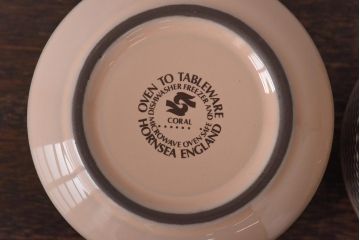 OVEN TO TABLEWARE
DISHWASHER FREEZER AND
CORAL
MICROWAVE OVEN SAFE
HORNSEA ENGLAND